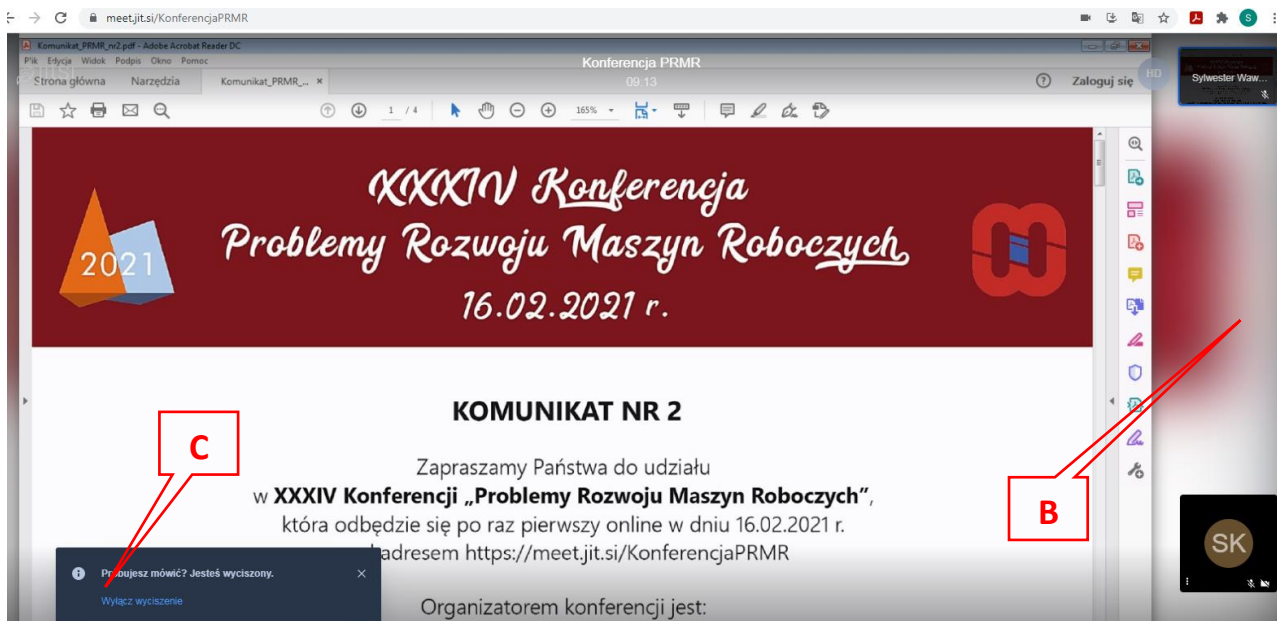 meet.jit.si/KonferencjaPRMR
S
Komunikat_PRMR_nr2.pdf - Adobe Acrobat Reader DC
Plik Edycja Widok Podpis Okno Pomoc
Konferencja PRMR
09:13
HD
Strona główna Narzędzia Komunikat_PRMR_... × Zaloguj się
Sylwester Waw...
1 / 4 165%
XXXIV Konferencja
Problemy Rozwoju Maszyn Roboczych
16.02.2021 r.
2021
KOMUNIKAT NR 2
Zapraszamy Państwa do udziału
w XXXIV Konferencji „Problemy Rozwoju Maszyn Roboczych”,
która odbędzie się po raz pierwszy online w dniu 16.02.2021 r.
adresem https://meet.jit.si/KonferencjaPRMR
Organizatorem konferencji jest:
C
B
SK
Próbujesz mówić? Jesteś wyciszony.
Wyłącz wyciszenie